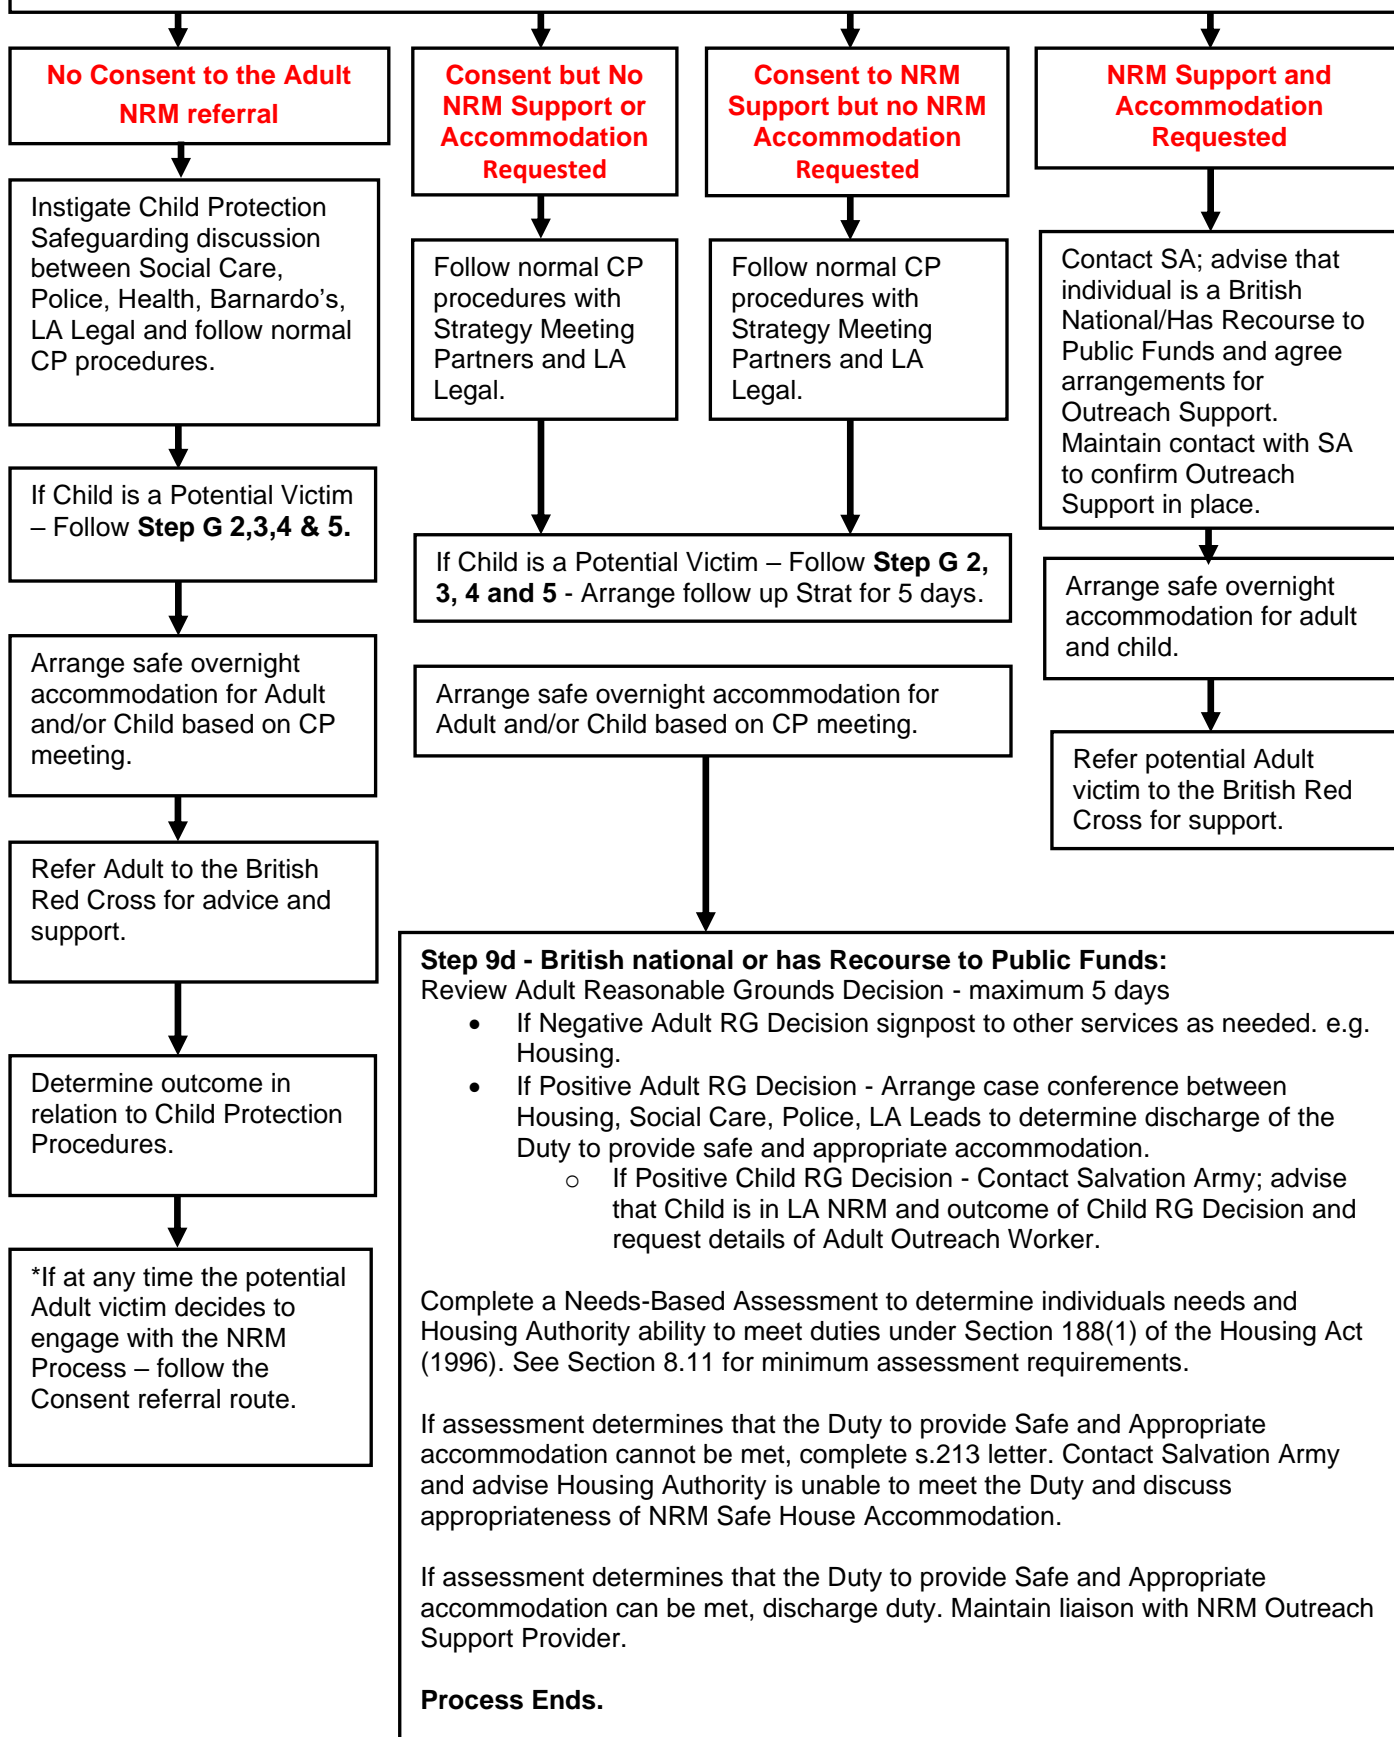 No Consent to the Adult
NRM referral
Instigate Child Protection
Safeguarding discussion
between Social Care,
Police, Health, Barnardo’s,
LA Legal and follow normal
CP procedures.
If Child is a Potential Victim
– Follow Step G 2,3,4 & 5.
Arrange safe overnight
accommodation for Adult
and/or Child based on CP
meeting.
Refer Adult to the British
Red Cross for advice and
support.
Determine outcome in
relation to Child Protection
Procedures.
*If at any time the potential
Adult victim decides to
engage with the NRM
Process – follow the
Consent referral route.
Consent but No
NRM Support or
Accommodation
Requested
Follow normal CP
procedures with
Strategy Meeting
Partners and LA
Legal.
Consent to NRM
Support but no NRM
Accommodation
Requested
Follow normal CP
procedures with
Strategy Meeting
Partners and LA
Legal.
If Child is a Potential Victim – Follow Step G 2,
3, 4 and 5 - Arrange follow up Strat for 5 days.
Arrange safe overnight accommodation for
Adult and/or Child based on CP meeting.
NRM Support and
Accommodation
Requested
Contact SA; advise that
individual is a British
National/Has Recourse to
Public Funds and agree
arrangements for
Outreach Support.
Maintain contact with SA
to confirm Outreach
Support in place.
Arrange safe overnight
accommodation for adult
and child.
Refer potential Adult
victim to the British Red
Cross for support.
Step 9d - British national or has Recourse to Public Funds:
Review Adult Reasonable Grounds Decision - maximum 5 days
• If Negative Adult RG Decision signpost to other services as needed. e.g.
Housing.
• If Positive Adult RG Decision - Arrange case conference between
Housing, Social Care, Police, LA Leads to determine discharge of the
Duty to provide safe and appropriate accommodation.
o If Positive Child RG Decision - Contact Salvation Army; advise
that Child is in LA NRM and outcome of Child RG Decision and
request details of Adult Outreach Worker.
Complete a Needs-Based Assessment to determine individuals needs and
Housing Authority ability to meet duties under Section 188(1) of the Housing Act
(1996). See Section 8.11 for minimum assessment requirements.
If assessment determines that the Duty to provide Safe and Appropriate
accommodation cannot be met, complete s.213 letter. Contact Salvation Army
and advise Housing Authority is unable to meet the Duty and discuss
appropriateness of NRM Safe House Accommodation.
If assessment determines that the Duty to provide Safe and Appropriate
accommodation can be met, discharge duty. Maintain liaison with NRM Outreach
Support Provider.
Process Ends.